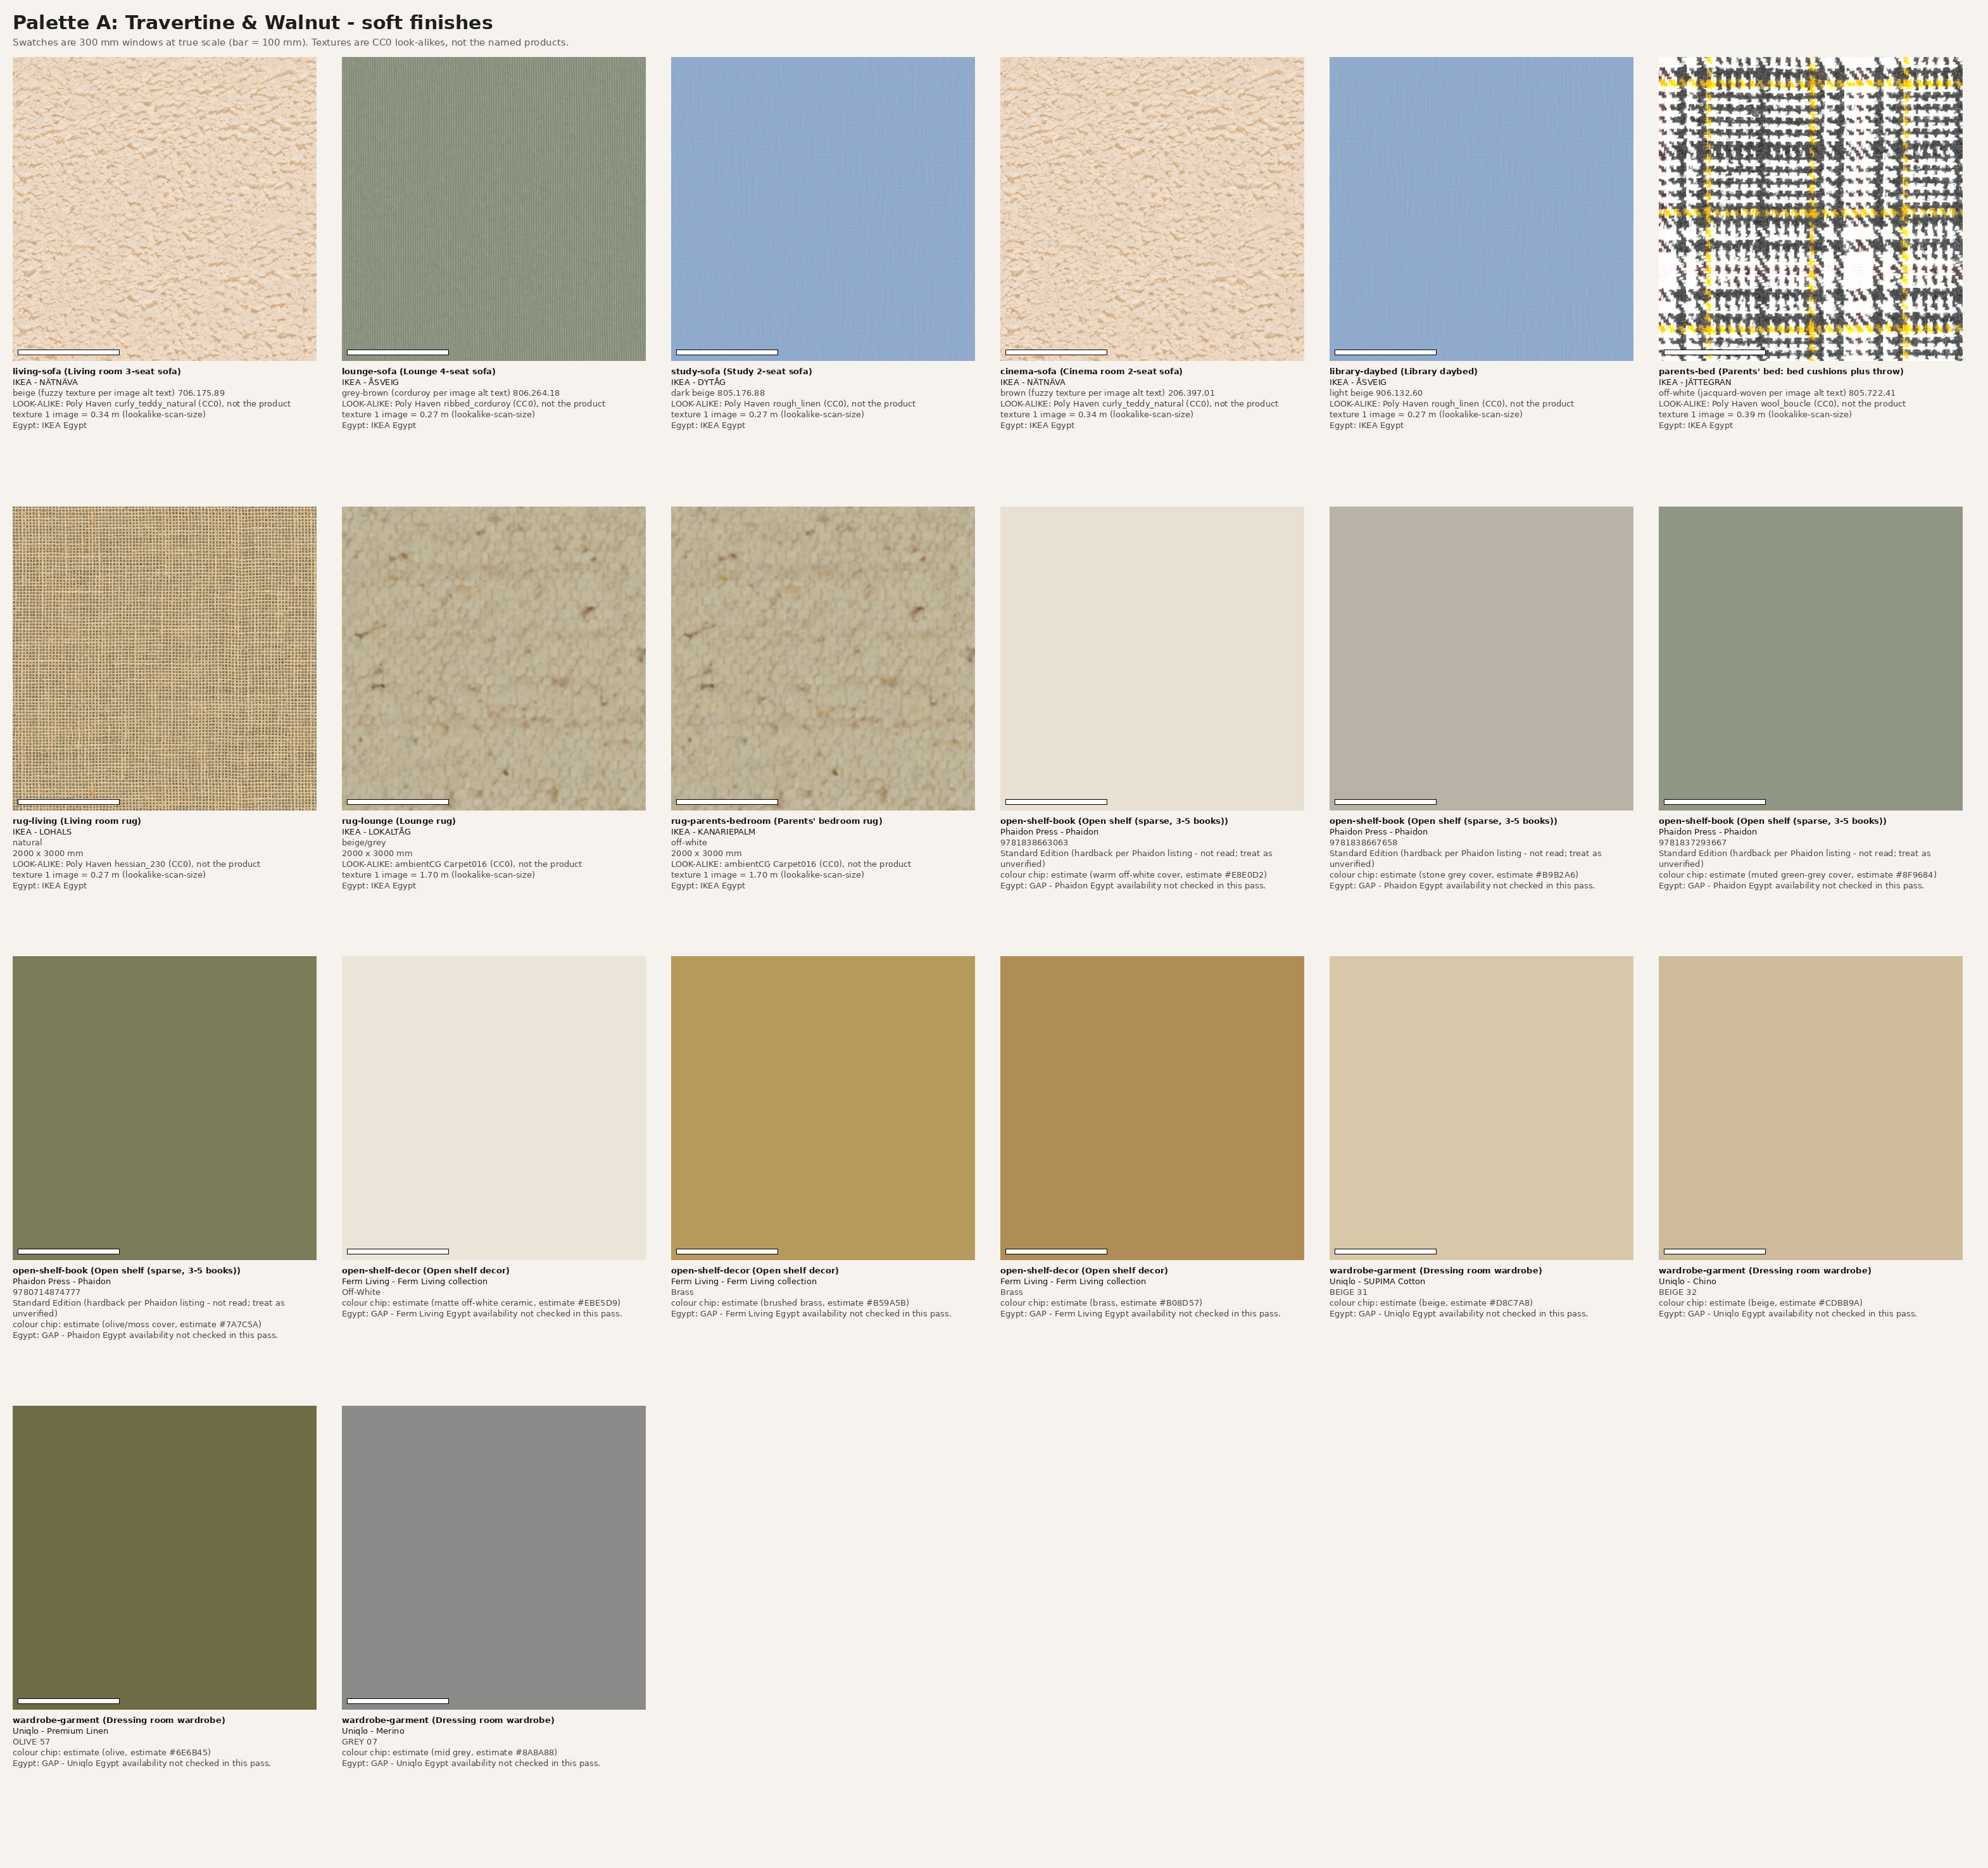 Palette A: Travertine & Walnut - soft finishes
Swatches are 300 mm windows at true scale (bar = 100 mm). Textures are CC0 look-alikes, not the named products.
living-sofa (Living room 3-seat sofa)
IKEA - NÄTNÄVA
beige (fuzzy texture per image alt text) 706.175.89
LOOK-ALIKE: Poly Haven curly_teddy_natural (CC0), not the product
texture 1 image = 0.34 m (lookalike-scan-size)
Egypt: IKEA Egypt
lounge-sofa (Lounge 4-seat sofa)
IKEA - ÅSVEIG
grey-brown (corduroy per image alt text) 806.264.18
LOOK-ALIKE: Poly Haven ribbed_corduroy (CC0), not the product
texture 1 image = 0.27 m (lookalike-scan-size)
Egypt: IKEA Egypt
study-sofa (Study 2-seat sofa)
IKEA - DYTÅG
dark beige 805.176.88
LOOK-ALIKE: Poly Haven rough_linen (CC0), not the product
texture 1 image = 0.27 m (lookalike-scan-size)
Egypt: IKEA Egypt
cinema-sofa (Cinema room 2-seat sofa)
IKEA - NÄTNÄVA
brown (fuzzy texture per image alt text) 206.397.01
LOOK-ALIKE: Poly Haven curly_teddy_natural (CC0), not the product
texture 1 image = 0.34 m (lookalike-scan-size)
Egypt: IKEA Egypt
library-daybed (Library daybed)
IKEA - ÅSVEIG
light beige 906.132.60
LOOK-ALIKE: Poly Haven rough_linen (CC0), not the product
texture 1 image = 0.27 m (lookalike-scan-size)
Egypt: IKEA Egypt
parents-bed (Parents' bed: bed cushions plus throw)
IKEA - JÄTTEGRAN
off-white (jacquard-woven per image alt text) 805.722.41
LOOK-ALIKE: Poly Haven wool_boucle (CC0), not the product
texture 1 image = 0.39 m (lookalike-scan-size)
Egypt: IKEA Egypt
rug-living (Living room rug)
IKEA - LOHALS
natural
2000 x 3000 mm
LOOK-ALIKE: Poly Haven hessian_230 (CC0), not the product
texture 1 image = 0.27 m (lookalike-scan-size)
Egypt: IKEA Egypt
rug-lounge (Lounge rug)
IKEA - LOKALTÅG
beige/grey
2000 x 3000 mm
LOOK-ALIKE: ambientCG Carpet016 (CC0), not the product
texture 1 image = 1.70 m (lookalike-scan-size)
Egypt: IKEA Egypt
rug-parents-bedroom (Parents' bedroom rug)
IKEA - KANARIEPALM
off-white
2000 x 3000 mm
LOOK-ALIKE: ambientCG Carpet016 (CC0), not the product
texture 1 image = 1.70 m (lookalike-scan-size)
Egypt: IKEA Egypt
open-shelf-book (Open shelf (sparse, 3-5 books))
Phaidon Press - Phaidon
9781838663063
Standard Edition (hardback per Phaidon listing - not read; treat as
unverified)
colour chip: estimate (warm off-white cover, estimate #E8E0D2)
Egypt: GAP - Phaidon Egypt availability not checked in this pass.
open-shelf-book (Open shelf (sparse, 3-5 books))
Phaidon Press - Phaidon
9781838667658
Standard Edition (hardback per Phaidon listing - not read; treat as
unverified)
colour chip: estimate (stone grey cover, estimate #B9B2A6)
Egypt: GAP - Phaidon Egypt availability not checked in this pass.
open-shelf-book (Open shelf (sparse, 3-5 books))
Phaidon Press - Phaidon
9781837293667
Standard Edition (hardback per Phaidon listing - not read; treat as
unverified)
colour chip: estimate (muted green-grey cover, estimate #8F9684)
Egypt: GAP - Phaidon Egypt availability not checked in this pass.
open-shelf-book (Open shelf (sparse, 3-5 books))
Phaidon Press - Phaidon
9780714874777
Standard Edition (hardback per Phaidon listing - not read; treat as
unverified)
colour chip: estimate (olive/moss cover, estimate #7A7C5A)
Egypt: GAP - Phaidon Egypt availability not checked in this pass.
open-shelf-decor (Open shelf decor)
Ferm Living - Ferm Living collection
Off-White
colour chip: estimate (matte off-white ceramic, estimate #EBE5D9)
Egypt: GAP - Ferm Living Egypt availability not checked in this pass.
open-shelf-decor (Open shelf decor)
Ferm Living - Ferm Living collection
Brass
colour chip: estimate (brushed brass, estimate #B59A5B)
Egypt: GAP - Ferm Living Egypt availability not checked in this pass.
open-shelf-decor (Open shelf decor)
Ferm Living - Ferm Living collection
Brass
colour chip: estimate (brass, estimate #B08D57)
Egypt: GAP - Ferm Living Egypt availability not checked in this pass.
wardrobe-garment (Dressing room wardrobe)
Uniqlo - SUPIMA Cotton
BEIGE 31
colour chip: estimate (beige, estimate #D8C7A8)
Egypt: GAP - Uniqlo Egypt availability not checked in this pass.
wardrobe-garment (Dressing room wardrobe)
Uniqlo - Chino
BEIGE 32
colour chip: estimate (beige, estimate #CDBB9A)
Egypt: GAP - Uniqlo Egypt availability not checked in this pass.
wardrobe-garment (Dressing room wardrobe)
Uniqlo - Premium Linen
OLIVE 57
colour chip: estimate (olive, estimate #6E6B45)
Egypt: GAP - Uniqlo Egypt availability not checked in this pass.
wardrobe-garment (Dressing room wardrobe)
Uniqlo - Merino
GREY 07
colour chip: estimate (mid grey, estimate #8A8A88)
Egypt: GAP - Uniqlo Egypt availability not checked in this pass.